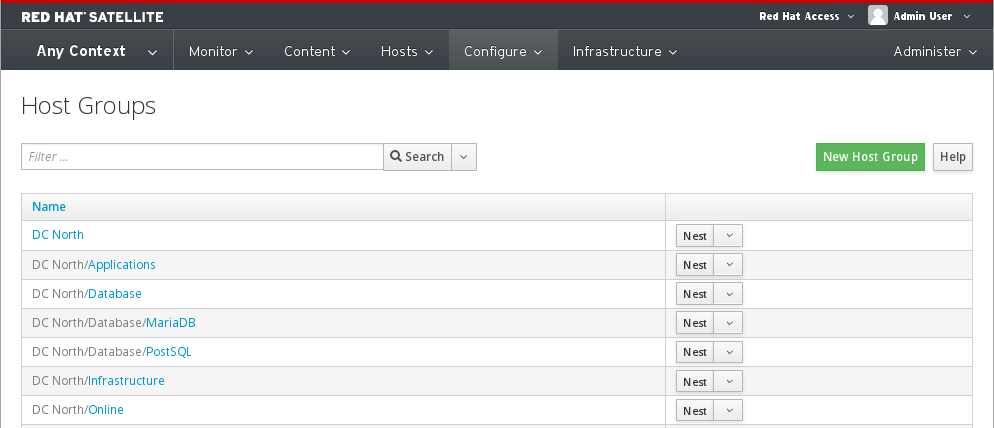 RED HAT SATELLITE
Red Hat Access Admin User
Any Context Monitor Content Hosts Configure Infrastructure Administer
Host Groups
Filter ... Search New Host Group Help
Name
DC North Nest
DC North/Applications Nest
DC North/Database Nest
DC North/Database/MariaDB Nest
DC North/Database/PostSQL Nest
DC North/Infrastructure Nest
DC North/Online Nest